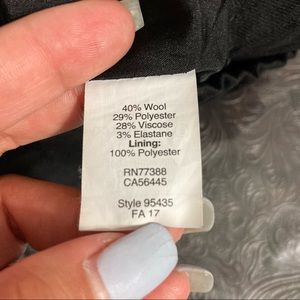 40% Wool
29% Polyester
28% Viscose
3% Elastane
Lining:
100% Polyester
RN77388
CA56445
Style 95435
FA 17